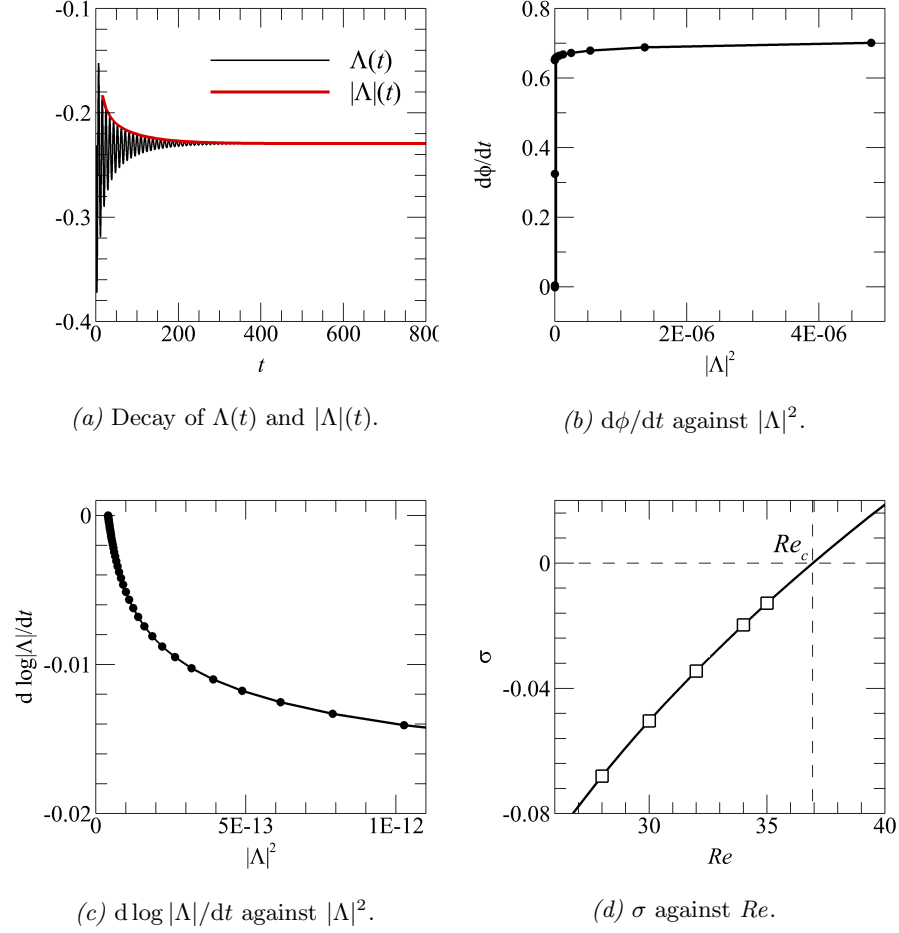 -0.1
-0.2
-0.3
-0.4
Λ(t)
|Λ|(t)
0 200 400 600 800
t
(a) Decay of Λ(t) and |Λ|(t).
0.8
0.6
0.4
0.2
0
dϕ/dt
0 2E-06 4E-06
|Λ|²
(b) dϕ/dt against |Λ|².
0
-0.01
-0.02
d log|Λ|/dt
0 5E-13 1E-12
|Λ|²
(c) d log |Λ|/dt against |Λ|².
Re_c
0
-0.04
-0.08
σ
30 35 40
Re
(d) σ against Re.